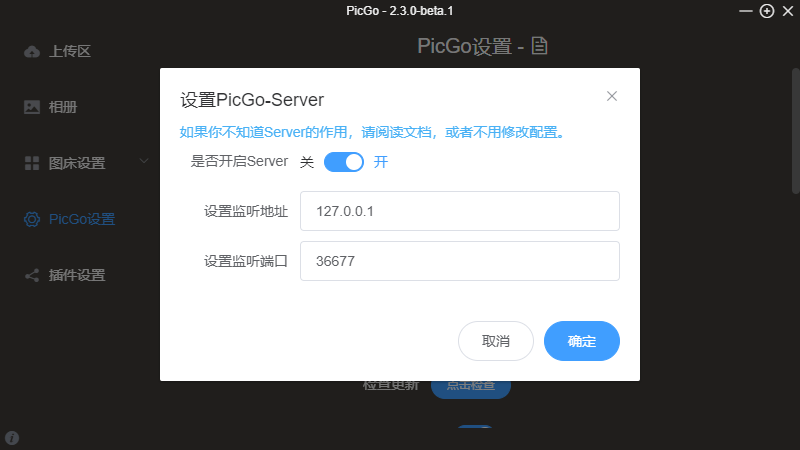 PicGo - 2.3.0-beta.1
上传区
相册
图床设置
PicGo设置
插件设置
PicGo设置 -
设置PicGo-Server
如果你不知道Server的作用，请阅读文档，或者不用修改配置。
是否开启Server 关 开
设置监听地址 127.0.0.1
设置监听端口 36677
取消 确定
检查更新 点击检查